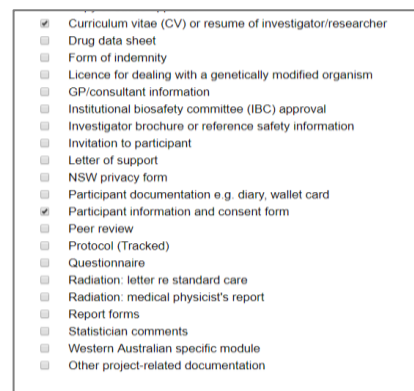 Curriculum vitae (CV) or resume of investigator/researcher
Drug data sheet
Form of indemnity
Licence for dealing with a genetically modified organism
GP/consultant information
Institutional biosafety committee (IBC) approval
Investigator brochure or reference safety information
Invitation to participant
Letter of support
NSW privacy form
Participant documentation e.g. diary, wallet card
Participant information and consent form
Peer review
Protocol (Tracked)
Questionnaire
Radiation: letter re standard care
Radiation: medical physicist's report
Report forms
Statistician comments
Western Australian specific module
Other project-related documentation